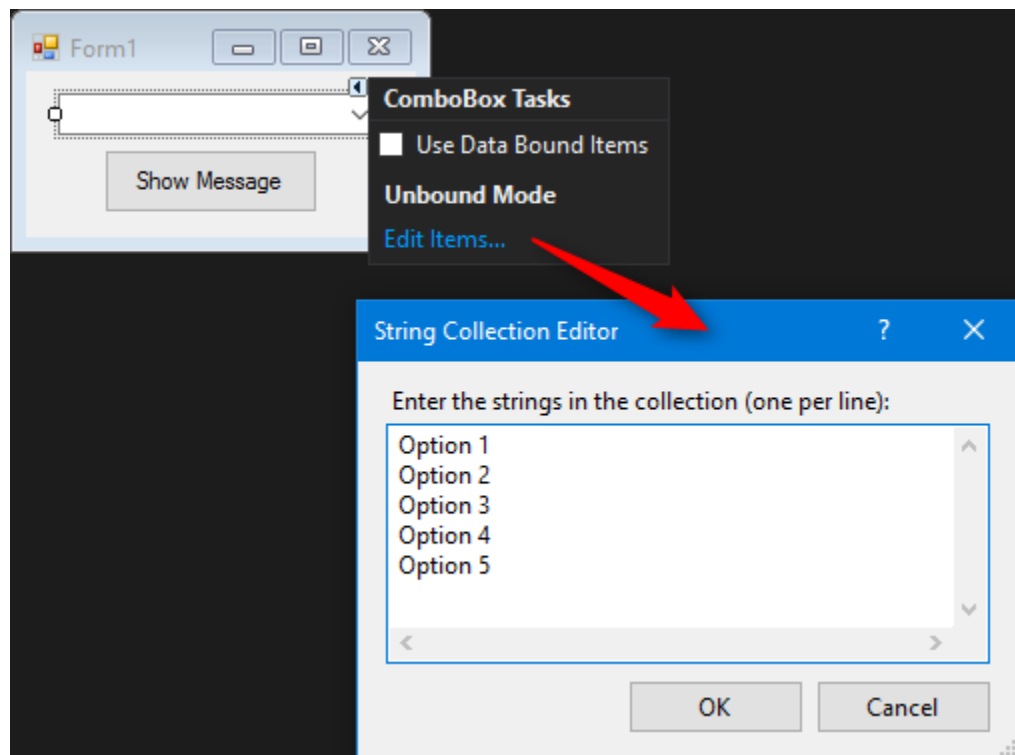 Form1
ComboBox Tasks
Use Data Bound Items
Show Message
Unbound Mode
Edit Items...
String Collection Editor
?
Enter the strings in the collection (one per line):
Option 1
Option 2
Option 3
Option 4
Option 5
OK
Cancel